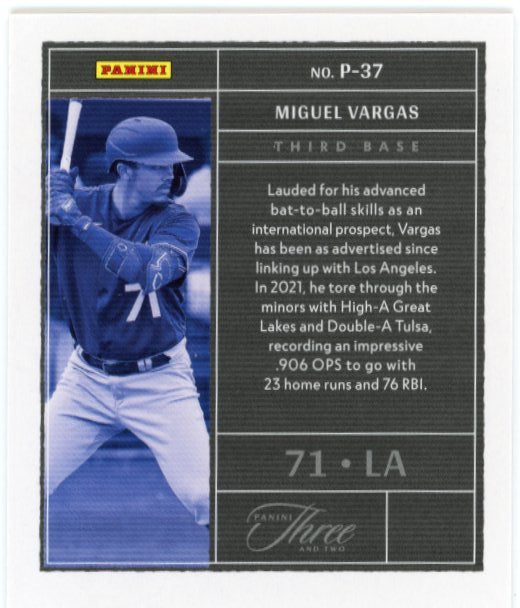 PANINI
NO. P-37
MIGUEL VARGAS
THIRD BASE
Lauded for his advanced
bat-to-ball skills as an
international prospect, Vargas
has been as advertised since
linking up with Los Angeles.
In 2021, he tore through the
minors with High-A Great
Lakes and Double-A Tulsa,
recording an impressive
.906 OPS to go with
23 home runs and 76 RBI.
71
71 • LA
PANINI
Three
AND TWO